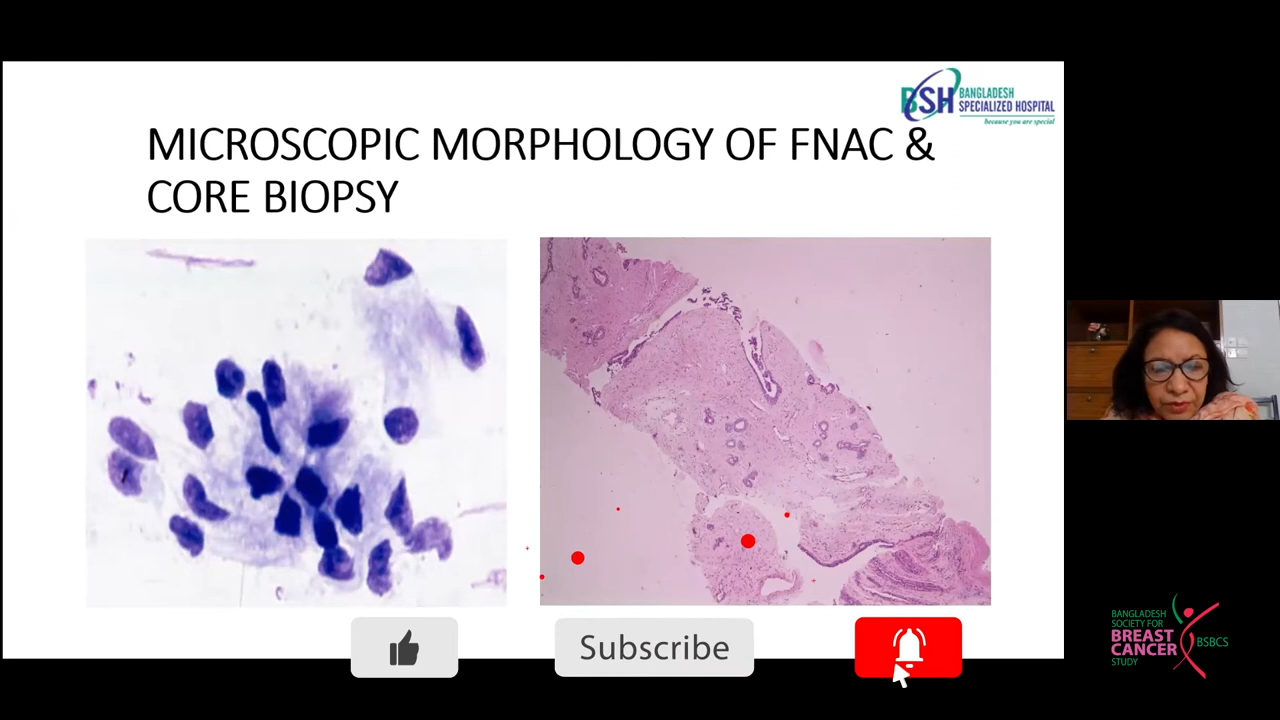 BSH BANGLADESH
SPECIALIZED HOSPITAL
because you are special
MICROSCOPIC MORPHOLOGY OF FNAC &
CORE BIOPSY
Subscribe
BANGLADESH
SOCIETY FOR
BREAST
CANCER
STUDY
BSBCS